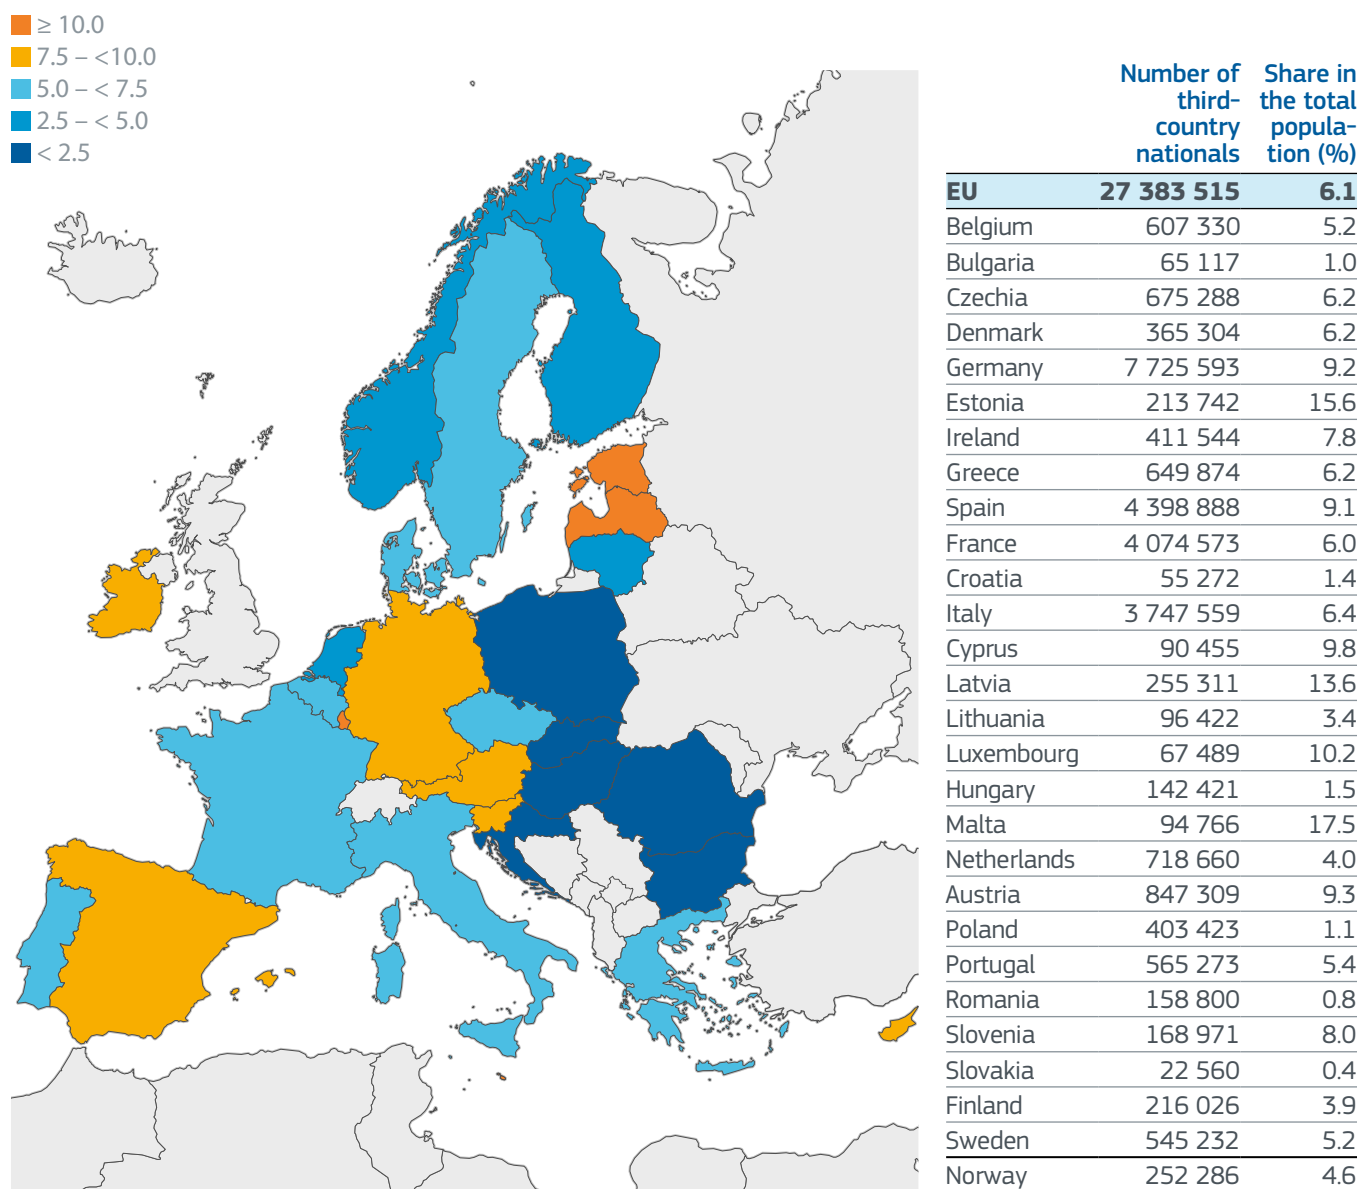 ≥ 10.0
7.5 – <10.0
5.0 – < 7.5
2.5 – < 5.0
< 2.5
Number of third-country nationals Share in the total popula-tion (%)
EU 27 383 515 6.1
Belgium 607 330 5.2
Bulgaria 65 117 1.0
Czechia 675 288 6.2
Denmark 365 304 6.2
Germany 7 725 593 9.2
Estonia 213 742 15.6
Ireland 411 544 7.8
Greece 649 874 6.2
Spain 4 398 888 9.1
France 4 074 573 6.0
Croatia 55 272 1.4
Italy 3 747 559 6.4
Cyprus 90 455 9.8
Latvia 255 311 13.6
Lithuania 96 422 3.4
Luxembourg 67 489 10.2
Hungary 142 421 1.5
Malta 94 766 17.5
Netherlands 718 660 4.0
Austria 847 309 9.3
Poland 403 423 1.1
Portugal 565 273 5.4
Romania 158 800 0.8
Slovenia 168 971 8.0
Slovakia 22 560 0.4
Finland 216 026 3.9
Sweden 545 232 5.2
Norway 252 286 4.6